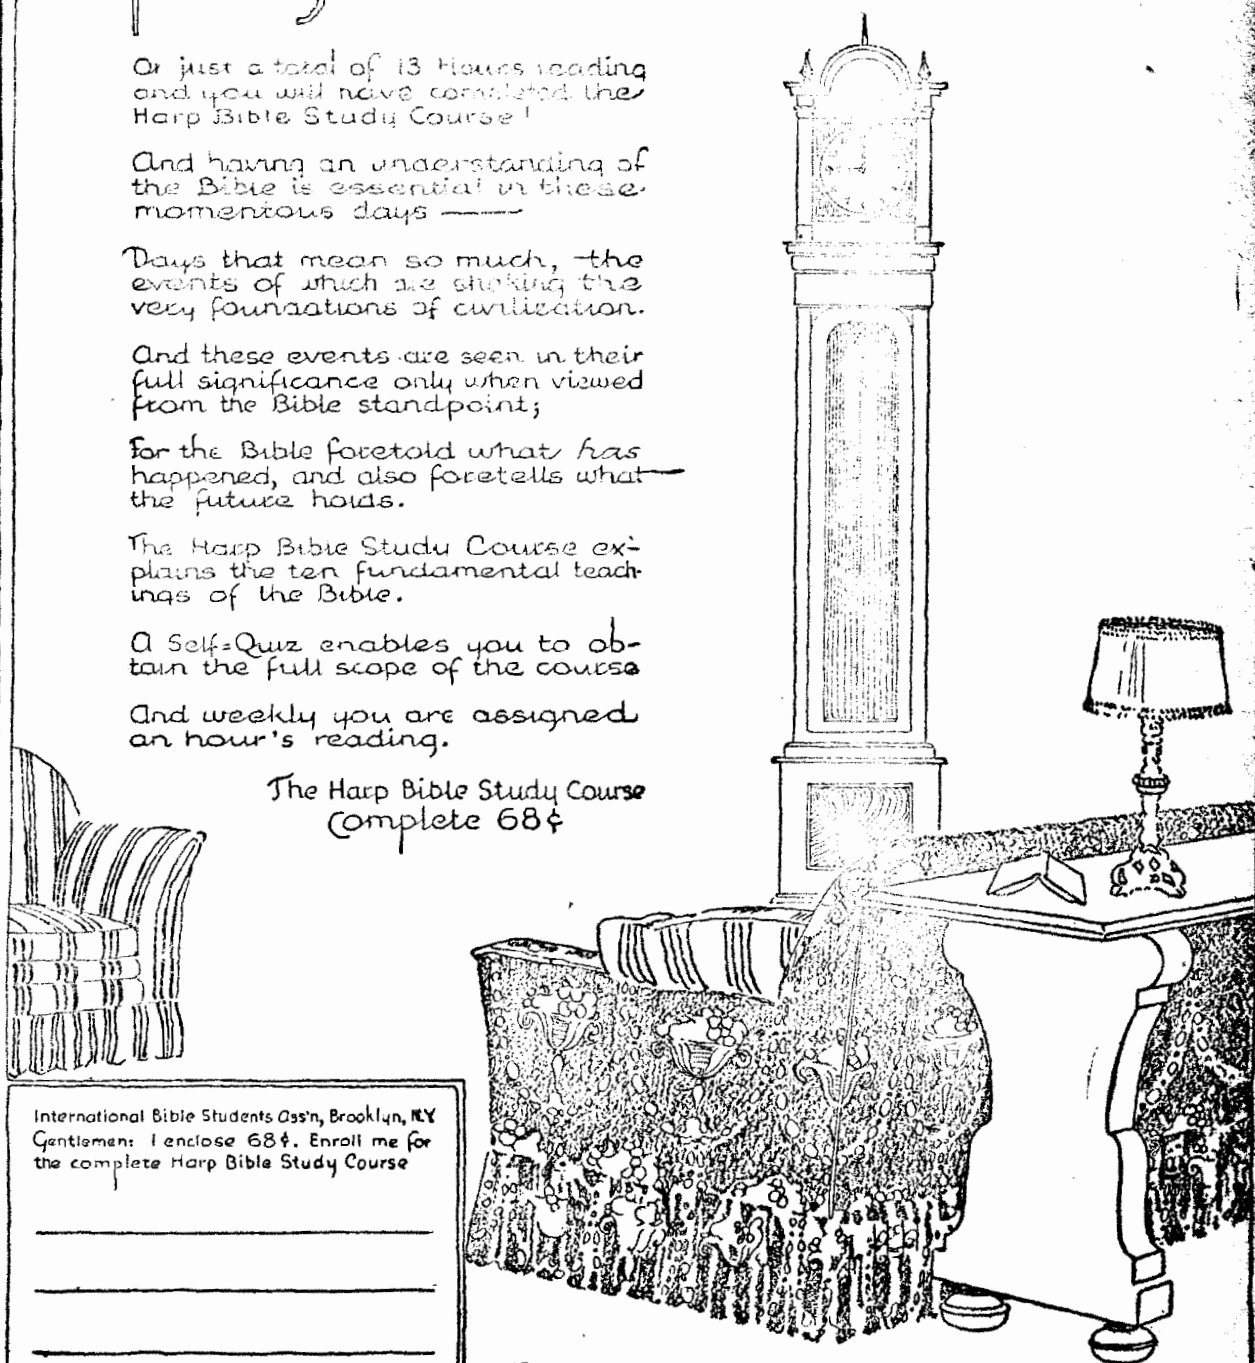 Or just a total of 13 Hours reading
and you will have completed the
Harp Bible Study Course!
And having an understanding of
the Bible is essential in these
momentous days ——
Days that mean so much, the
events of which are shaking the
very foundations of civilization.
And these events are seen in their
full significance only when viewed
from the Bible standpoint;
For the Bible foretold what has
happened, and also foretells what
the future holds.
The Harp Bible Study Course ex-
plains the ten fundamental teach-
ings of the Bible.
A Self-Quiz enables you to ob-
tain the full scope of the course
And weekly you are assigned
an hour's reading.
The Harp Bible Study Course
Complete 68¢
International Bible Students Ass'n, Brooklyn, N.Y
Gentlemen: I enclose 68¢. Enroll me for
the complete Harp Bible Study Course